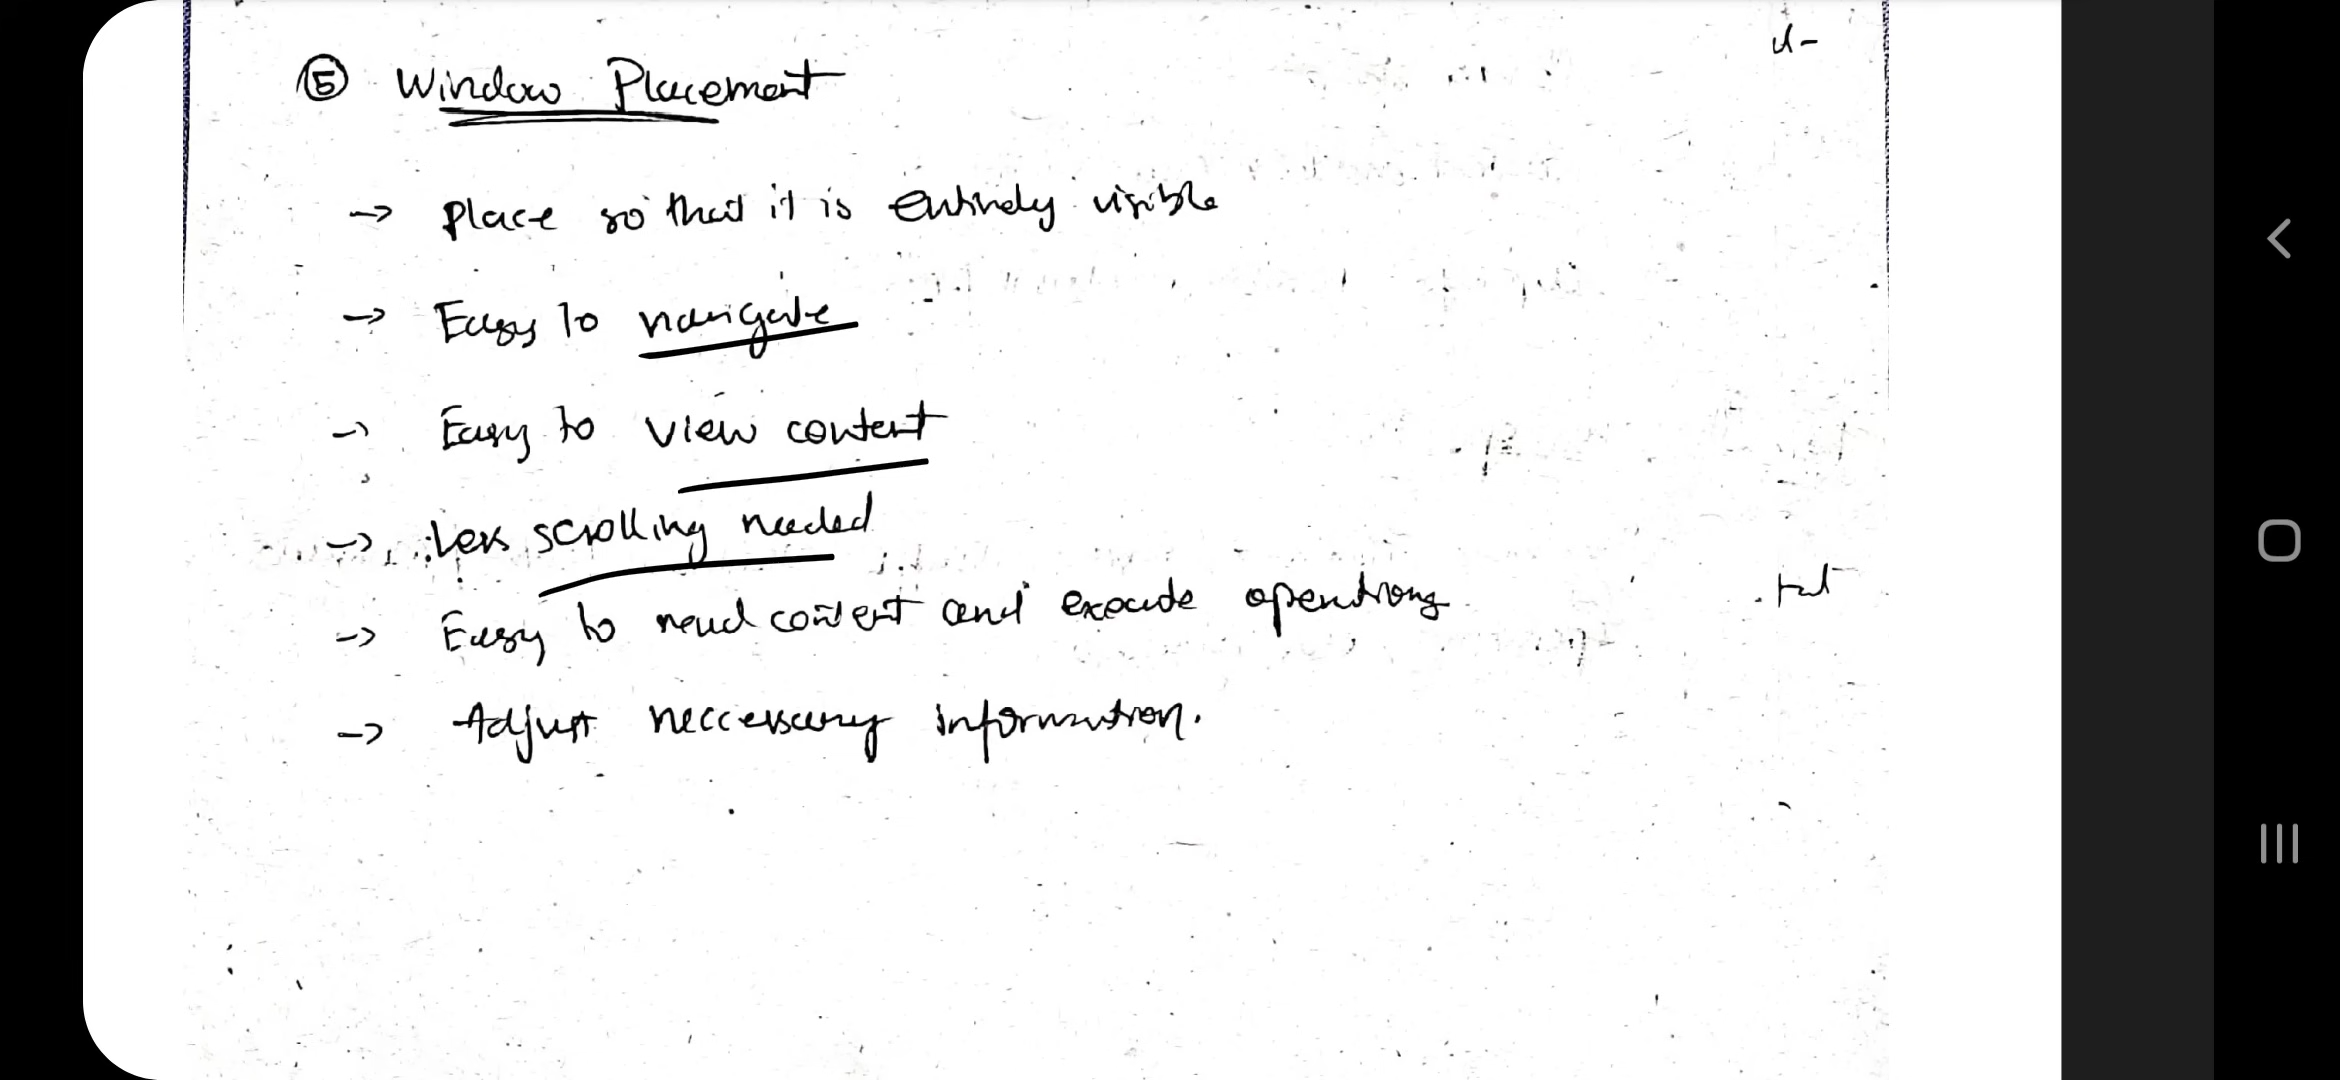 ⑤ Window Placement
→ Place so that it is entirely visible
→ Easy to navigate
→ Easy to view content
→ Less scrolling needed
→ Easy to read content and execute operations
→ Adjust neccessary information.